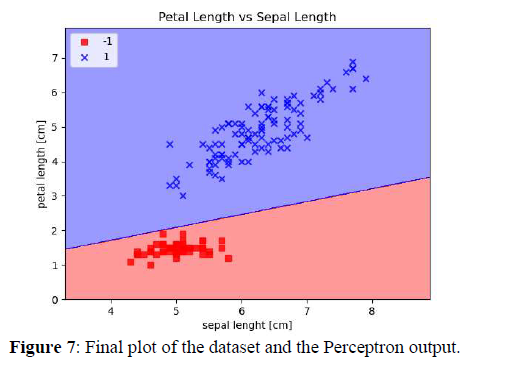 Petal Length vs Sepal Length
-1
1
7
6
5
4
3
2
1
0
petal length [cm]
4 5 6 7 8
sepal lenght [cm]
Figure 7: Final plot of the dataset and the Perceptron output.